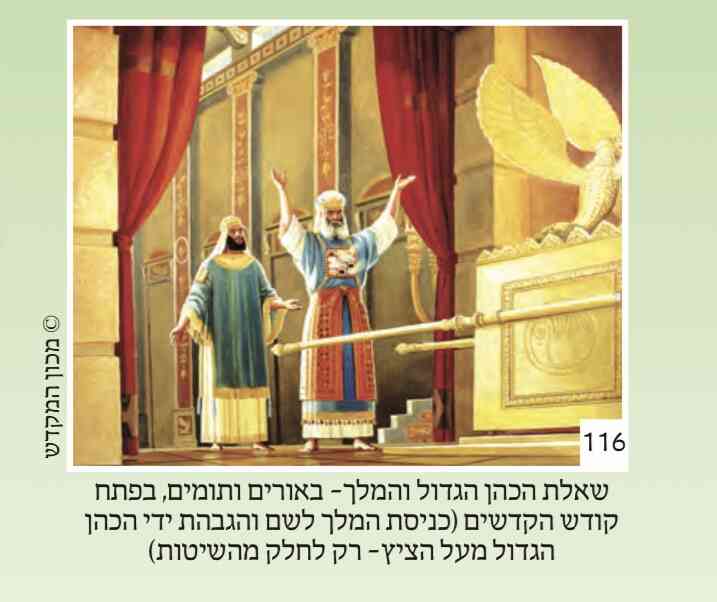 © מכון המקדש
116
שאלת הכהן הגדול והמלך- באורים ותומים, בפתח
קודש הקדשים (כניסת המלך לשם והגבהת ידי הכהן
הגדול מעל הציץ- רק לחלק מהשיטות)